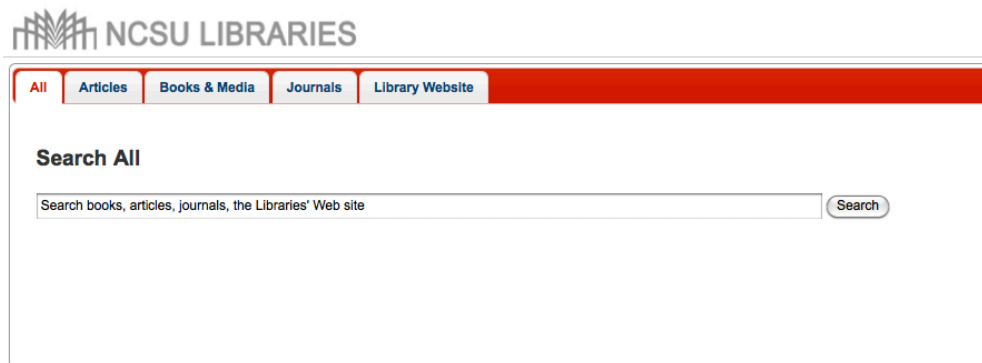 NCSU LIBRARIES
All Articles Books & Media Journals Library Website
Search All
Search books, articles, journals, the Libraries' Web site Search